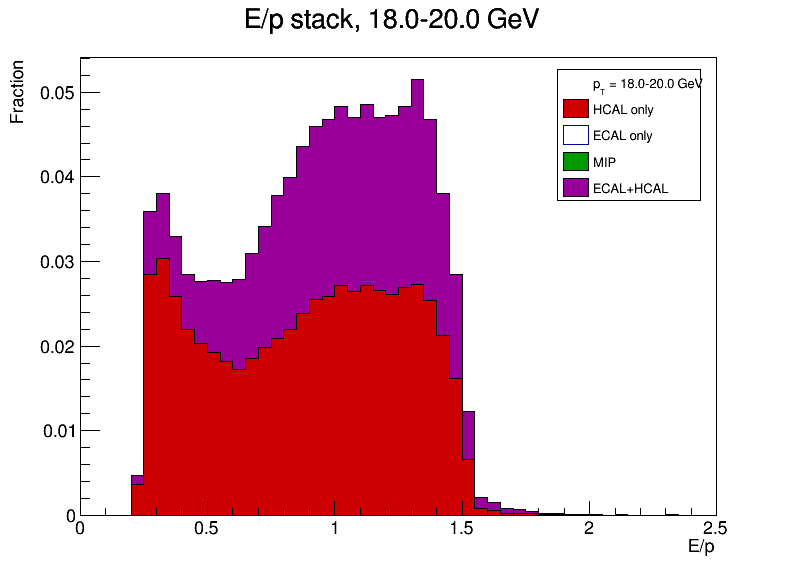 E/p stack, 18.0-20.0 GeV
Fraction
p_T = 18.0-20.0 GeV
HCAL only
ECAL only
MIP
ECAL+HCAL
0.05
0.04
0.03
0.02
0.01
0
0 0.5 1 1.5 2 2.5
E/p